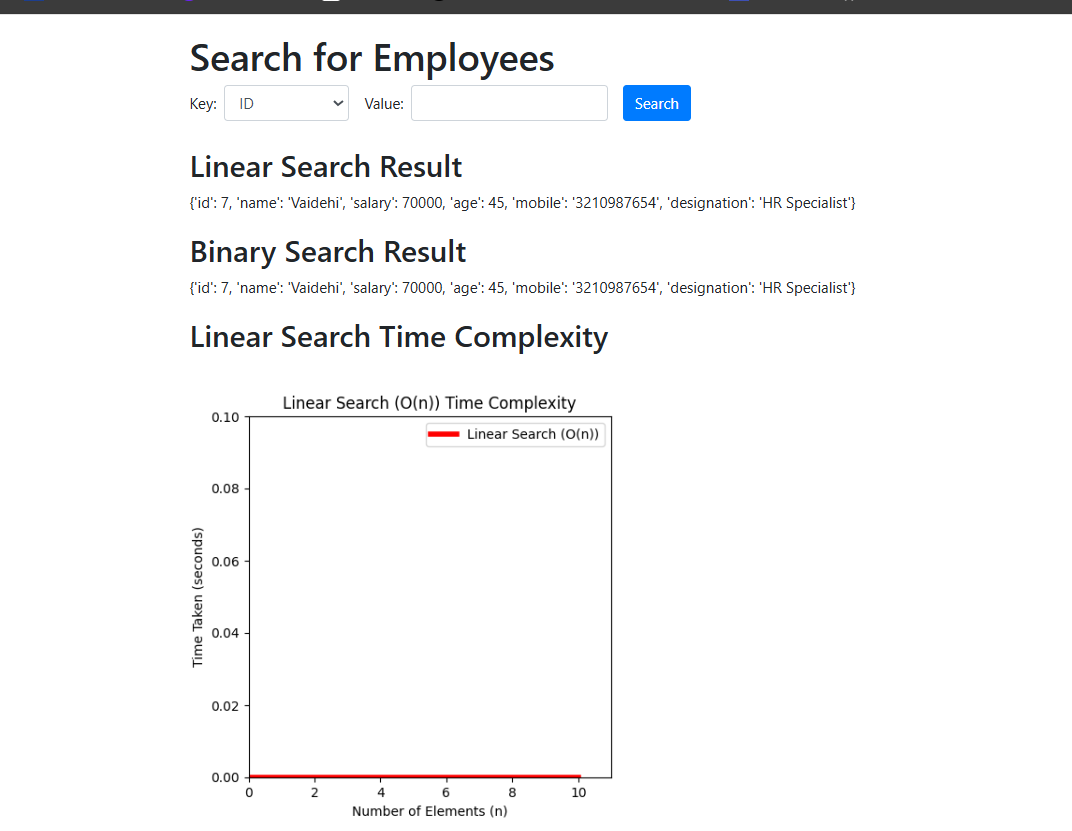 Search for Employees
Key: ID Value: Search
Linear Search Result
{'id': 7, 'name': 'Vaidehi', 'salary': 70000, 'age': 45, 'mobile': '3210987654', 'designation': 'HR Specialist'}
Binary Search Result
{'id': 7, 'name': 'Vaidehi', 'salary': 70000, 'age': 45, 'mobile': '3210987654', 'designation': 'HR Specialist'}
Linear Search Time Complexity
Linear Search (O(n)) Time Complexity
Linear Search (O(n))
Time Taken (seconds)
0.10
0.08
0.06
0.04
0.02
0.00
0 2 4 6 8 10
Number of Elements (n)